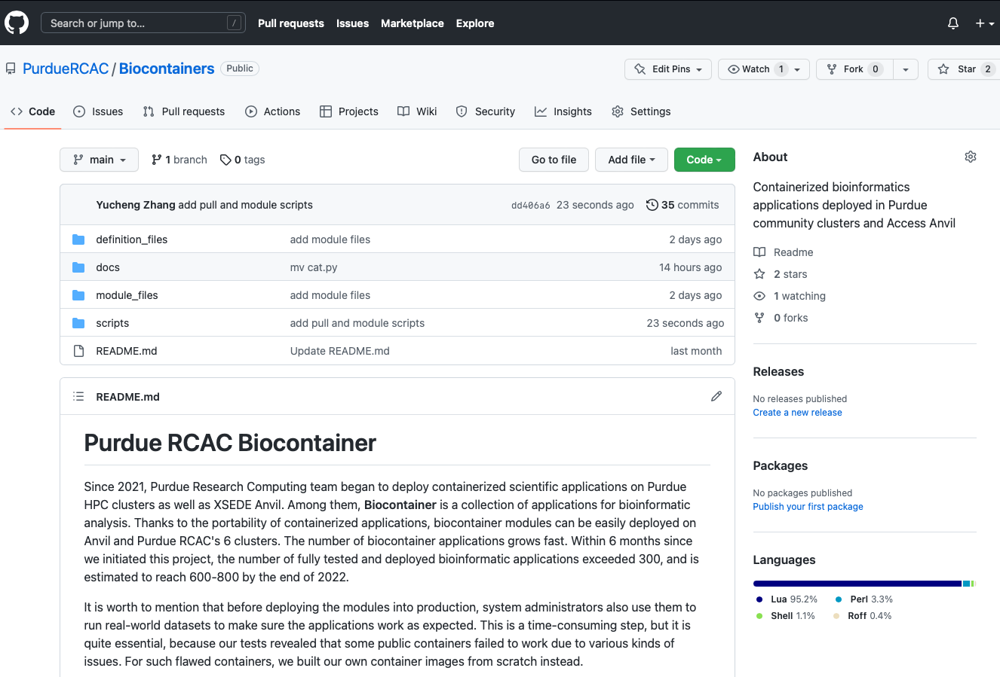 Search or jump to... /
Pull requests Issues Marketplace Explore
PurdueRCAC / Biocontainers Public
Edit Pins Watch 1 Fork 0 Star 2
Code Issues Pull requests Actions Projects Wiki Security Insights Settings
main 1 branch 0 tags Go to file Add file Code
Yucheng Zhang add pull and module scripts dd406a6 23 seconds ago 35 commits
definition_files add module files 2 days ago
docs mv cat.py 14 hours ago
module_files add module files 2 days ago
scripts add pull and module scripts 23 seconds ago
README.md Update README.md last month
README.md
Purdue RCAC Biocontainer
Since 2021, Purdue Research Computing team began to deploy containerized scientific applications on Purdue
HPC clusters as well as XSEDE Anvil. Among them, Biocontainer is a collection of applications for bioinformatic
analysis. Thanks to the portability of containerized applications, biocontainer modules can be easily deployed on
Anvil and Purdue RCAC's 6 clusters. The number of biocontainer applications grows fast. Within 6 months since
we initiated this project, the number of fully tested and deployed bioinformatic applications exceeded 300, and is
estimated to reach 600-800 by the end of 2022.
It is worth to mention that before deploying the modules into production, system administrators also use them to
run real-world datasets to make sure the applications work as expected. This is a time-consuming step, but it is
quite essential, because our tests revealed that some public containers failed to work due to various kinds of
issues. For such flawed containers, we built our own container images from scratch instead.
About
Containerized bioinformatics
applications deployed in Purdue
community clusters and Access Anvil
Readme
2 stars
1 watching
0 forks
Releases
No releases published
Create a new release
Packages
No packages published
Publish your first package
Languages
Lua 95.2% Perl 3.3%
Shell 1.1% Roff 0.4%